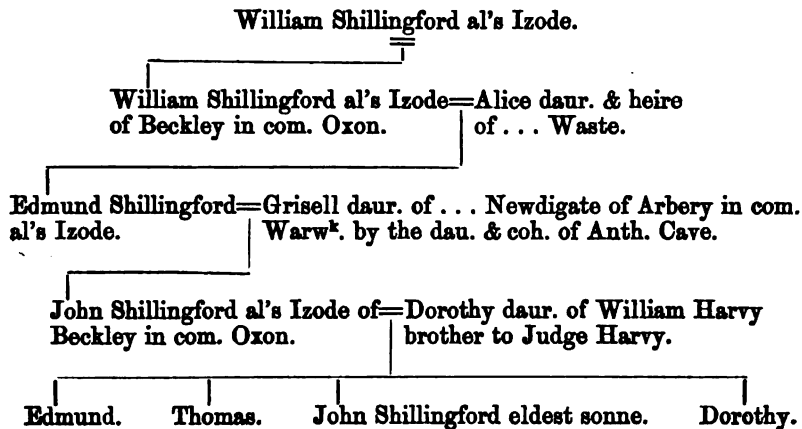 William Shillingford al's Izode.
William Shillingford al's Izode=Alice daur. & heire
of Beckley in com. Oxon. of . . . Waste.
Edmund Shillingford=Grisell daur. of . . . Newdigate of Arbery in com.
al's Izode. Warwᵏ. by the dau. & coh. of Anth. Cave.
John Shillingford al's Izode of=Dorothy daur. of William Harvy
Beckley in com. Oxon. brother to Judge Harvy.
Edmund. Thomas. John Shillingford eldest sonne. Dorothy.